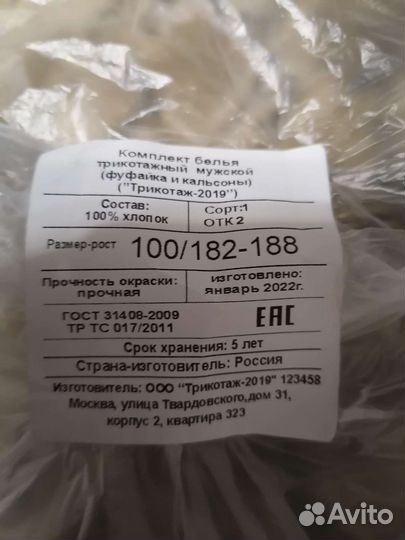 Комплект белья
трикотажный мужской
(фуфайка и кальсоны)
("Трикотаж-2019")
Состав:
100% хлопок
Сорт:1
ОТК 2
Размер-рост 100/182-188
Прочность окраски:
прочная
изготовлено:
январь 2022г.
ГОСТ 31408-2009
ТР ТС 017/2011
ЕАС
Срок хранения: 5 лет
Страна-изготовитель: Россия
Изготовитель: ООО "Трикотаж-2019" 123458
Москва, улица Твардовского,дом 31,
корпус 2, квартира 323
Avito